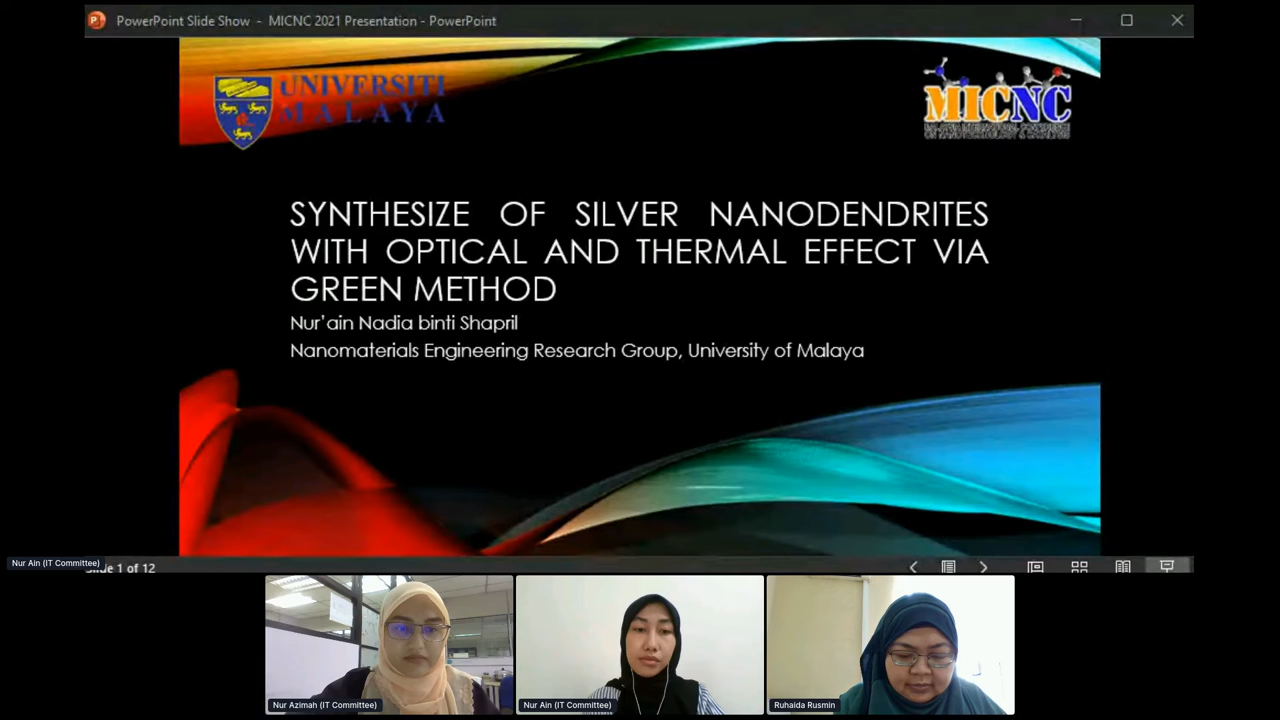 PowerPoint Slide Show - MICNC 2021 Presentation - PowerPoint
UNIVERSITI
MALAYA
MICNC
SYNTHESIZE OF SILVER NANODENDRITES
WITH OPTICAL AND THERMAL EFFECT VIA
GREEN METHOD
Nur'ain Nadia binti Shapril
Nanomaterials Engineering Research Group, University of Malaya
Nur Ain (IT Committee)
Slide 1 of 12
Nur Azimah (IT Committee)
Nur Ain (IT Committee)
Ruhaida Rusmin